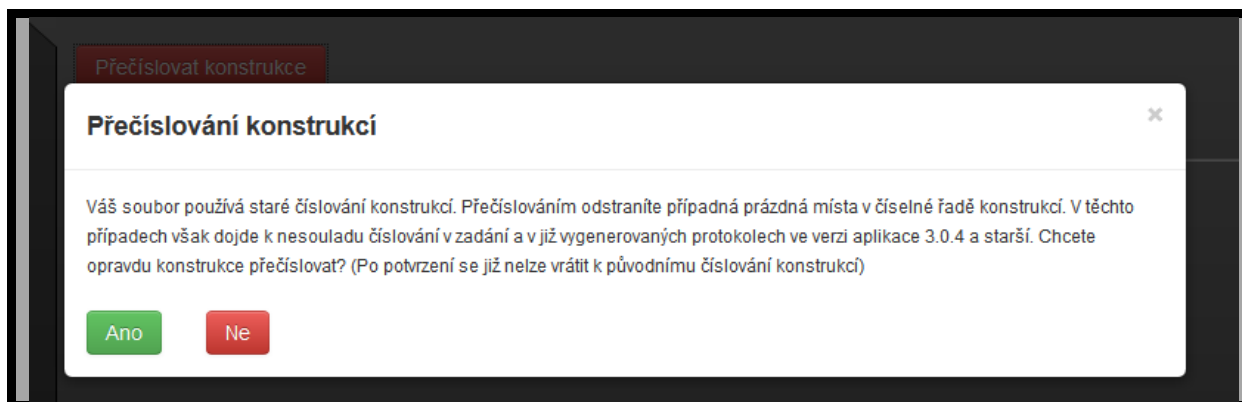 Přečíslovat konstrukce
Přečíslování konstrukcí
×
Váš soubor používá staré číslování konstrukcí. Přečíslováním odstraníte případná prázdná místa v číselné řadě konstrukcí. V těchto
případech však dojde k nesouladu číslování v zadání a v již vygenerovaných protokolech ve verzi aplikace 3.0.4 a starší. Chcete
opravdu konstrukce přečíslovat? (Po potvrzení se již nelze vrátit k původnímu číslování konstrukcí)
Ano Ne